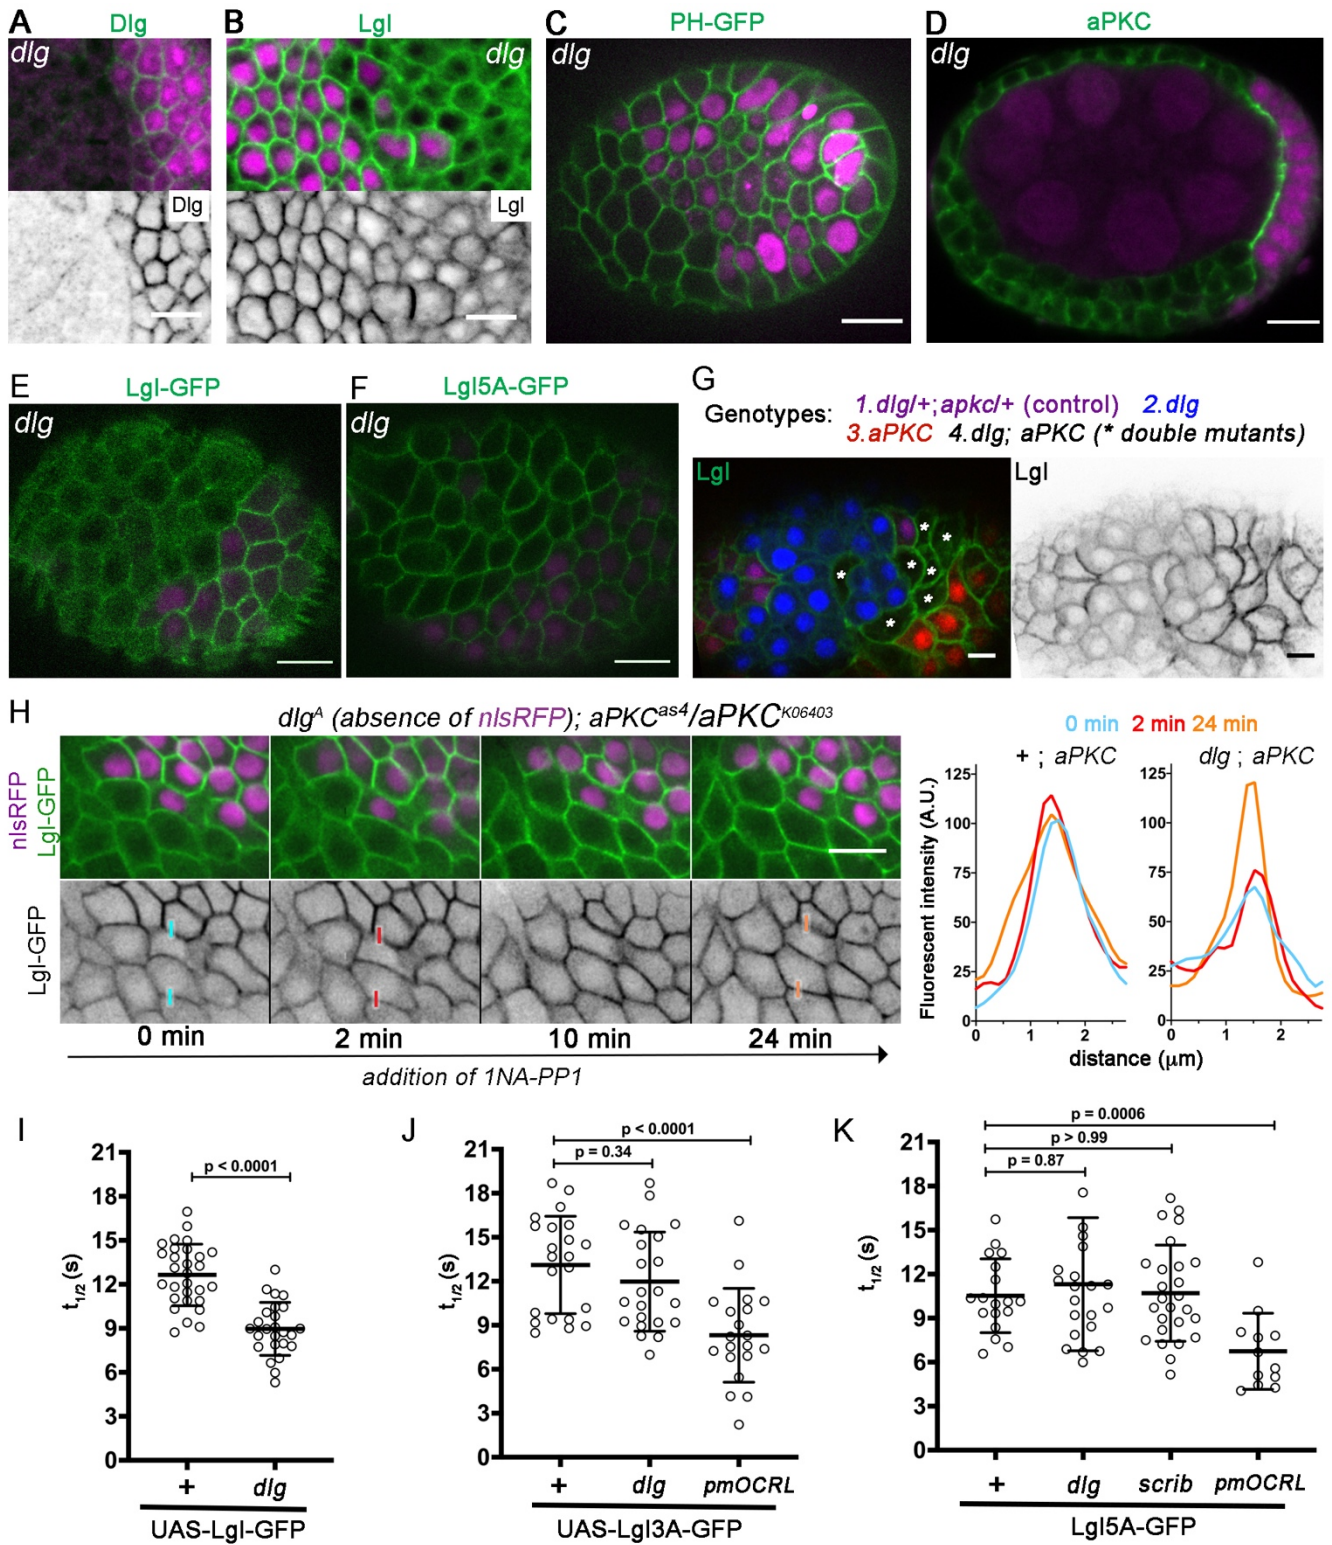 A
Dlg
dlg
Dlg
B
Lgl
dlg
Lgl
C
PH-GFP
dlg
D
aPKC
dlg
E
Lgl-GFP
dlg
F
Lgl5A-GFP
dlg
G
Genotypes: 1.dlg/+;apkc/+ (control) 2.dlg
3.aPKC 4.dlg; aPKC (* double mutants)
Lgl
* * * * * * * *
Lgl
H
dlgA (absence of nlsRFP); aPKCas4/aPKCK06403
nlsRFP
Lgl-GFP
Lgl-GFP
0 min 2 min 10 min 24 min
addition of 1NA-PP1
0 min 2 min 24 min
+ ; aPKC
dlg ; aPKC
Fluorescent intensity (A.U.)
125
100
75
50
25
0
0 1 2
125
100
75
50
25
0
0 1 2
distance (μm)
I
t1/2 (s)
21
18
15
12
9
6
3
0
p < 0.0001
+ dlg
UAS-Lgl-GFP
J
t1/2 (s)
21
18
15
12
9
6
3
0
p < 0.0001
p = 0.34
+ dlg pmOCRL
UAS-Lgl3A-GFP
K
t1/2 (s)
21
18
15
12
9
6
3
0
p = 0.0006
p > 0.99
p = 0.87
+ dlg scrib pmOCRL
Lgl5A-GFP